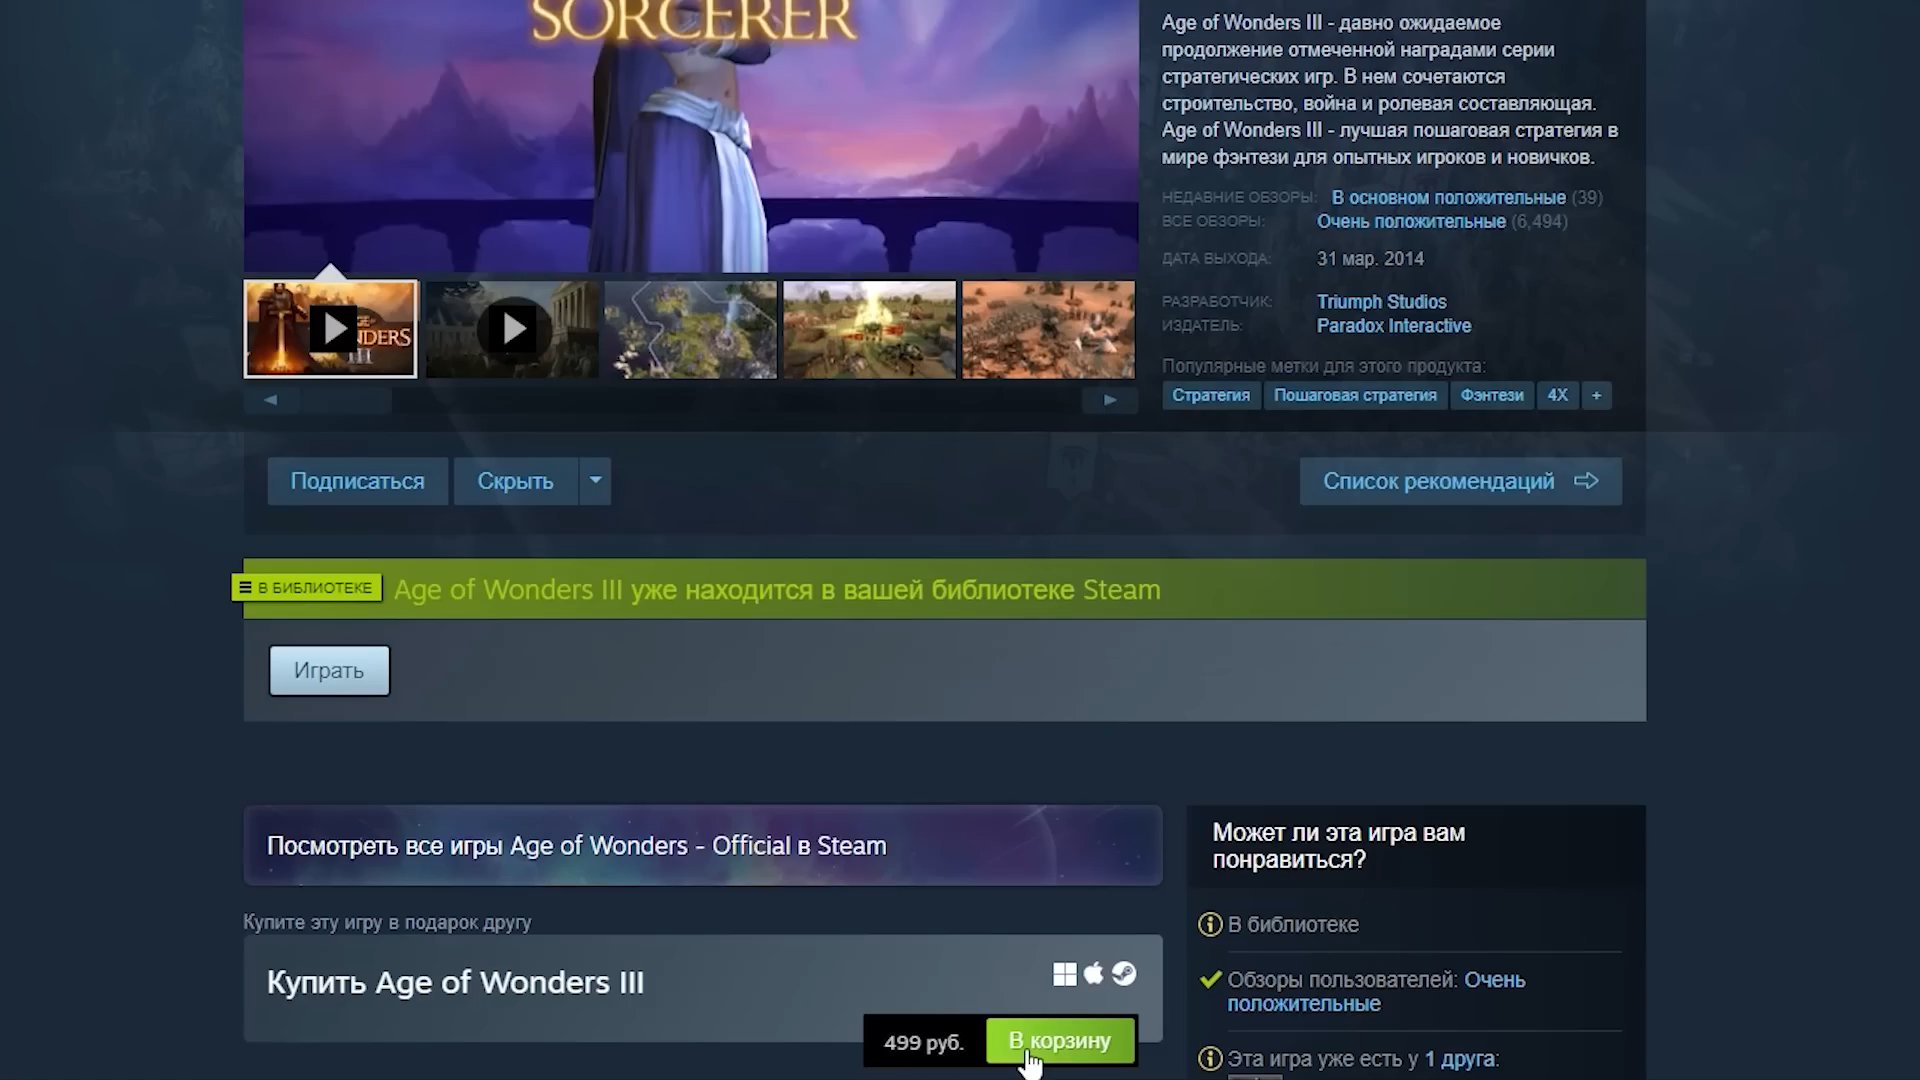 SORCERER
Age of Wonders III - давно ожидаемое
продолжение отмеченной наградами серии
стратегических игр. В нем сочетаются
строительство, война и ролевая составляющая.
Age of Wonders III - лучшая пошаговая стратегия в
мире фэнтези для опытных игроков и новичков.
НЕДАВНИЕ ОБЗОРЫ: В основном положительные (39)
ВСЕ ОБЗОРЫ: Очень положительные (6,494)
ДАТА ВЫХОДА: 31 мар. 2014
РАЗРАБОТЧИК: Triumph Studios
ИЗДАТЕЛЬ: Paradox Interactive
Популярные метки для этого продукта:
Стратегия Пошаговая стратегия Фэнтези 4X +
Подписаться Скрыть Список рекомендаций
В БИБЛИОТЕКЕ Age of Wonders III уже находится в вашей библиотеке Steam
Играть
Посмотреть все игры Age of Wonders - Official в Steam
Купите эту игру в подарок другу
Купить Age of Wonders III
499 руб. В корзину
Может ли эта игра вам
понравиться?
В библиотеке
Обзоры пользователей: Очень
положительные
Эта игра уже есть у 1 друга: